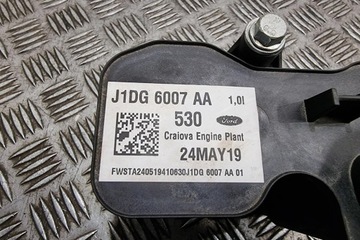 J1DG 6007 AA 1,0l
530
Ford
Craiova Engine Plant
24MAY19
FWSTA240519410630J1DG 6007 AA 01